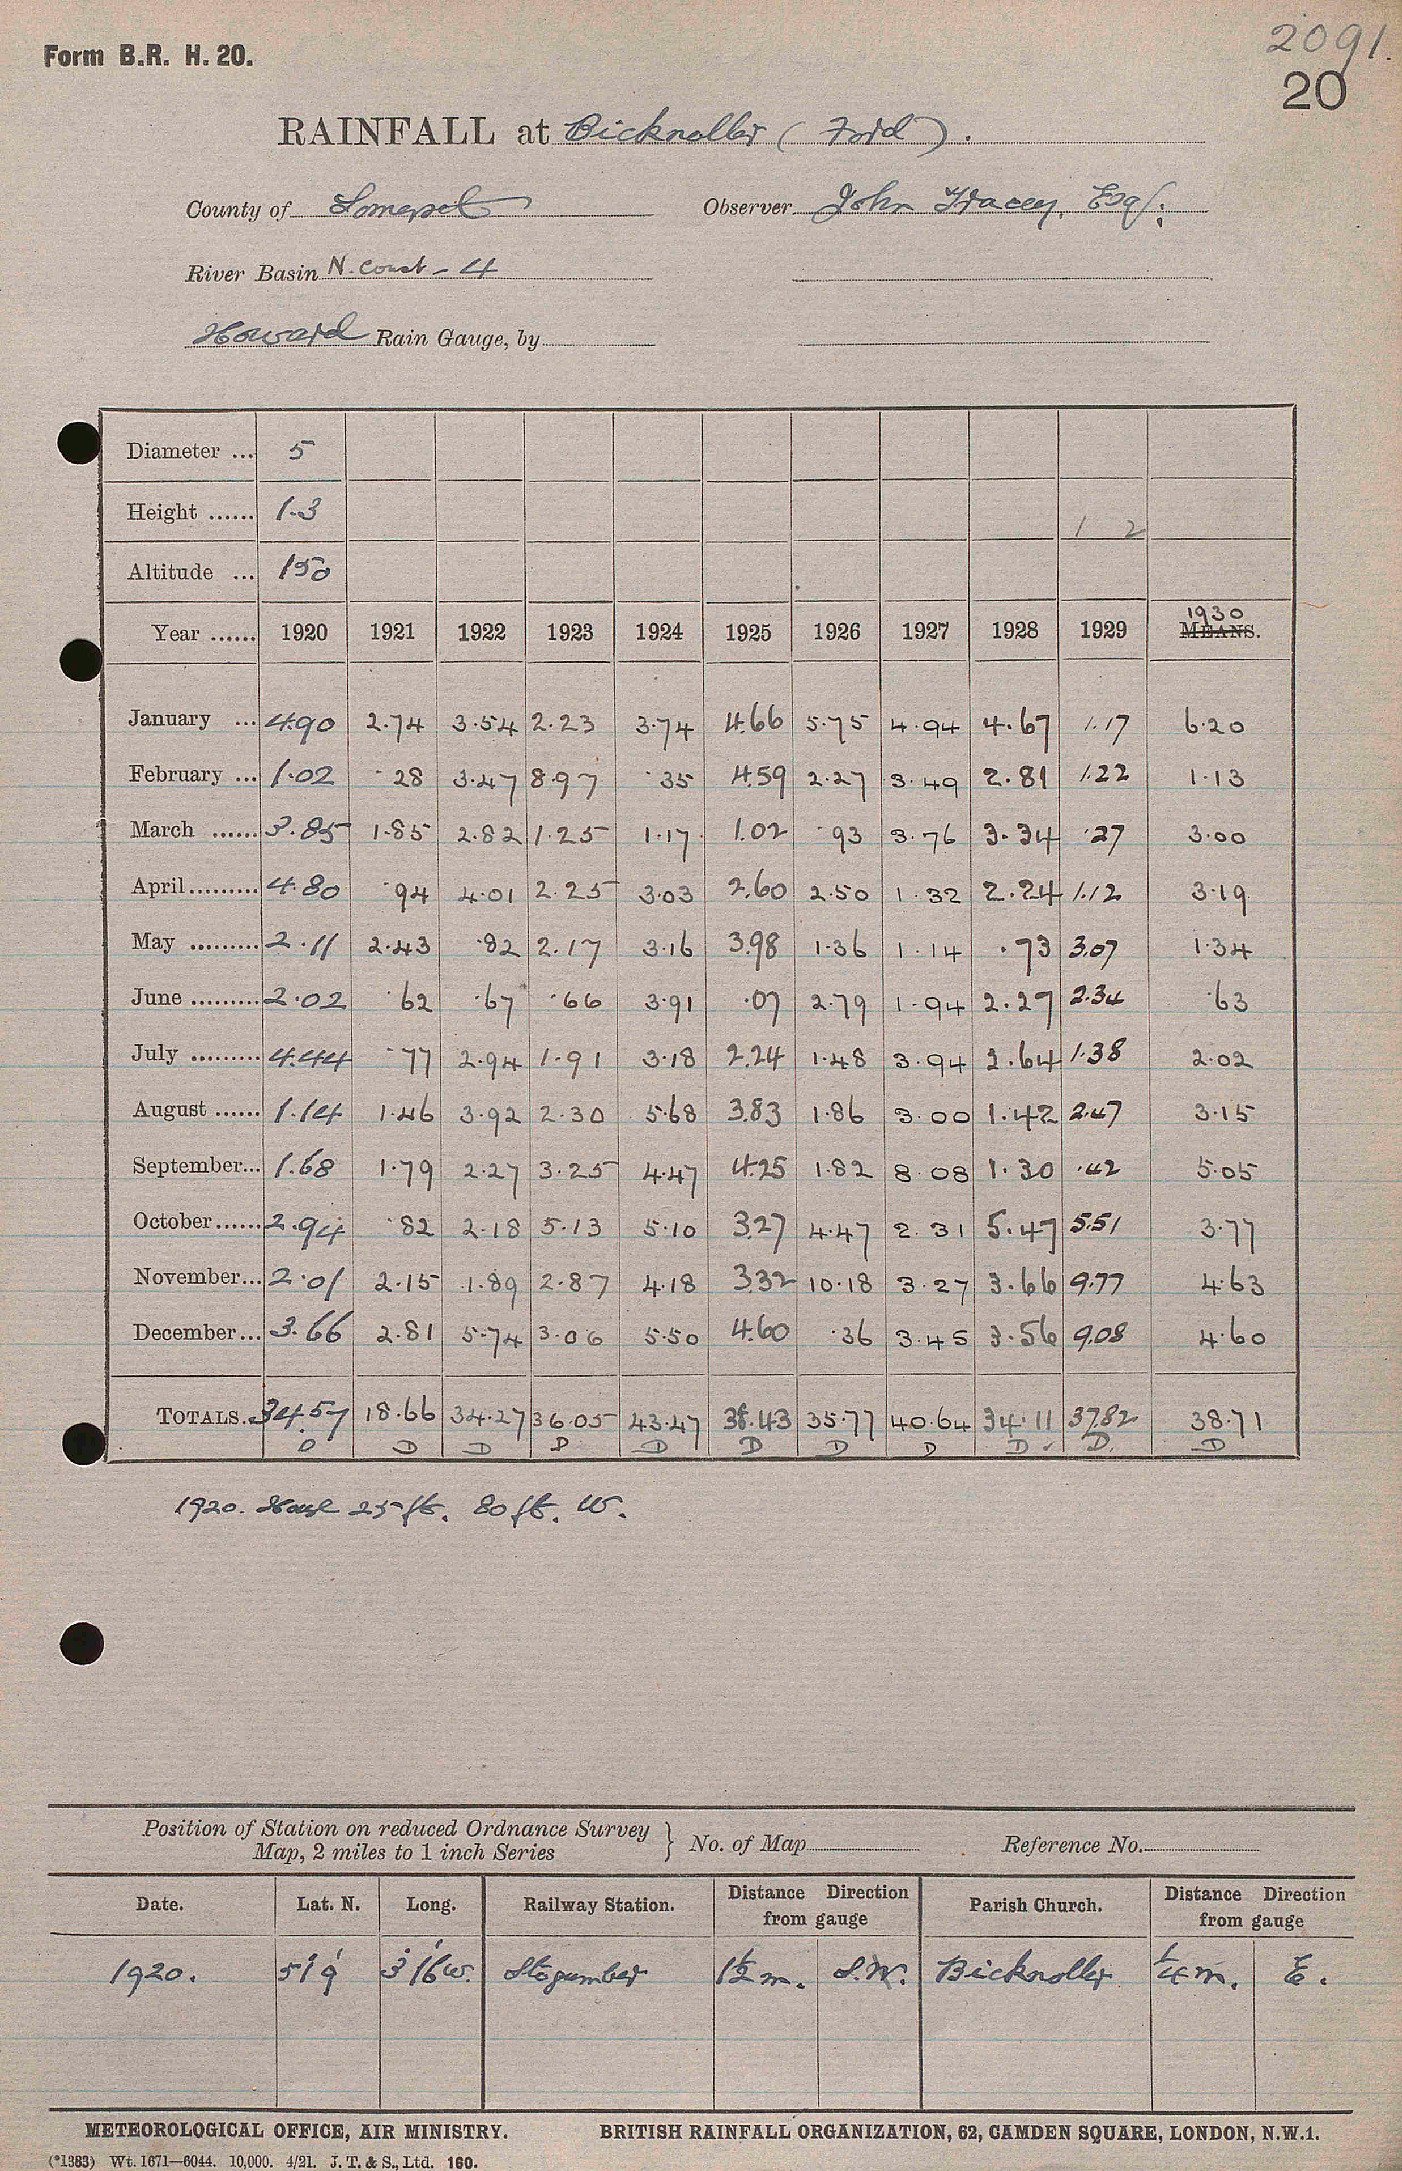 2091.
Form B.R. H. 20.
20
RAINFALL at Bicknoller (Ford).
County of Somerset Observer John Tracey, Esq;
River Basin N. Coast - 4
Howard Rain Gauge, by
Diameter ... 5
Height ...... 1.3 1 2
Altitude ... 150
Year ...... 1920 1921 1922 1923 1924 1925 1926 1927 1928 1929 1930 MEANS.
January ... 4.90 2.74 3.54 2.23 3.74 4.66 5.75 4.94 4.67 1.17 6.20
February ... 1.02 .28 3.47 8.97 .35 4.59 2.27 3.49 2.81 1.22 1.13
March ...... 3.85 1.85 2.82 1.25 1.17 1.02 .93 3.76 3.34 .27 3.00
April ......... 4.80 .94 4.01 2.25 3.03 2.60 2.50 1.32 2.24 1.12 3.19
May ......... 2.11 2.43 .82 2.17 3.16 3.98 1.36 1.14 .73 3.07 1.34
June ......... 2.02 .62 .67 .66 3.91 .07 2.79 1.94 2.27 2.34 .63
July ......... 4.44 .77 2.94 1.91 3.18 2.24 1.48 3.94 2.64 1.38 2.02
August ...... 1.14 1.46 3.92 2.30 5.68 3.83 1.86 3.00 1.42 2.47 3.15
September... 1.68 1.79 2.27 3.25 4.47 4.25 1.82 8.08 1.30 .42 5.05
October...... 2.94 .82 2.18 5.13 5.10 3.27 4.47 2.31 5.47 5.51 3.77
November... 2.01 2.15 1.89 2.87 4.18 3.32 10.18 3.27 3.66 9.77 4.63
December... 3.66 2.81 5.74 3.06 5.50 4.60 .36 3.45 3.56 9.08 4.60
TOTALS. 34.57 18.66 34.27 36.05 43.47 38.43 35.77 40.64 34.11 37.82 38.71
D D D D D D D D D D D
1920. House 25 ft. 80 ft. W.
Position of Station on reduced Ordnance Survey
Map, 2 miles to 1 inch Series } No. of Map Reference No.
Date. Lat. N. Long. Railway Station. Distance Direction from gauge Parish Church. Distance Direction from gauge
1920. 51 9' 3 16' W. Stogumber 1½ m. S.W. Bicknoller ¼ m. E.
METEOROLOGICAL OFFICE, AIR MINISTRY. BRITISH RAINFALL ORGANIZATION, 62, CAMDEN SQUARE, LONDON, N.W.1.
(*1383) Wt. 1671—6044. 10,000. 4/21. J. T. & S., Ltd. 160.